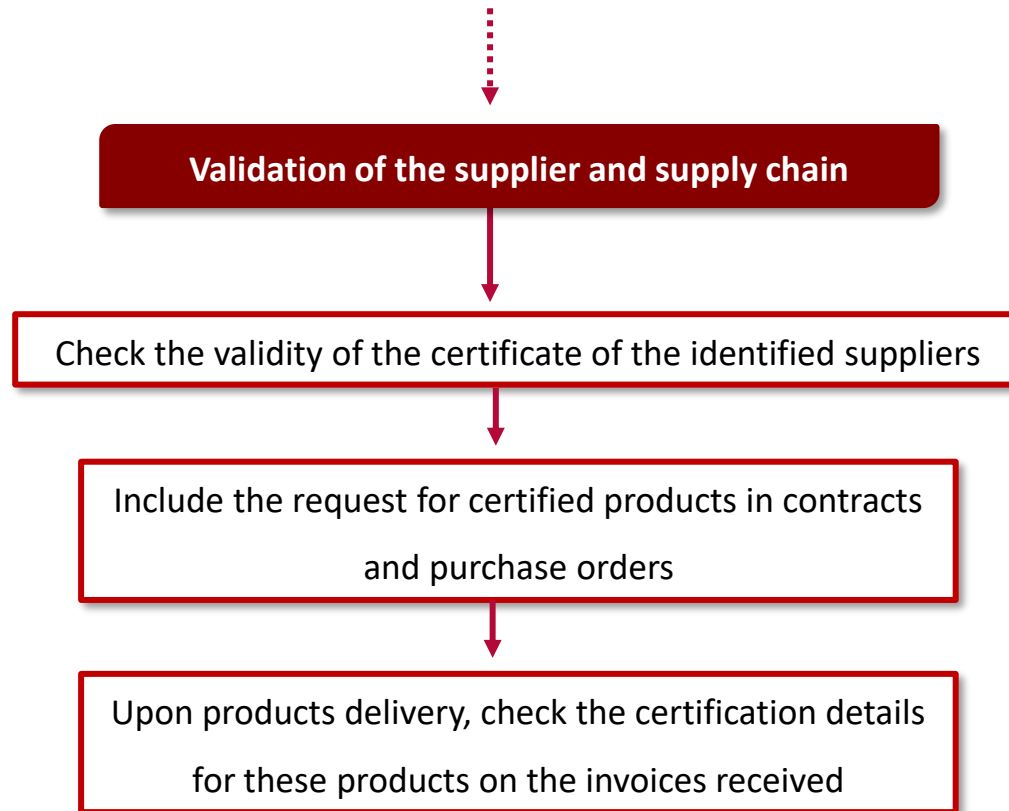 Validation of the supplier and supply chain
Check the validity of the certificate of the identified suppliers
Include the request for certified products in contracts
and purchase orders
Upon products delivery, check the certification details
for these products on the invoices received